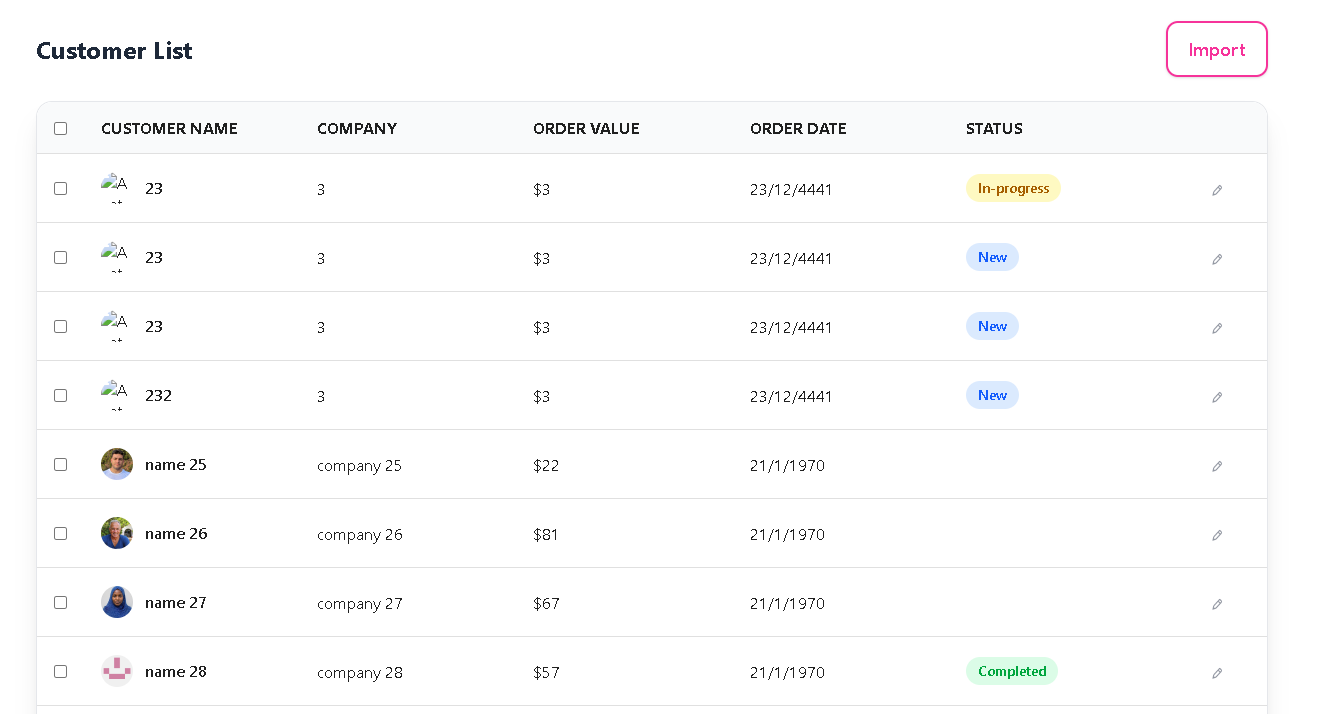 Customer List
Import
CUSTOMER NAME COMPANY ORDER VALUE ORDER DATE STATUS
23 3 $3 23/12/4441 In-progress
23 3 $3 23/12/4441 New
23 3 $3 23/12/4441 New
232 3 $3 23/12/4441 New
name 25 company 25 $22 21/1/1970
name 26 company 26 $81 21/1/1970
name 27 company 27 $67 21/1/1970
name 28 company 28 $57 21/1/1970 Completed